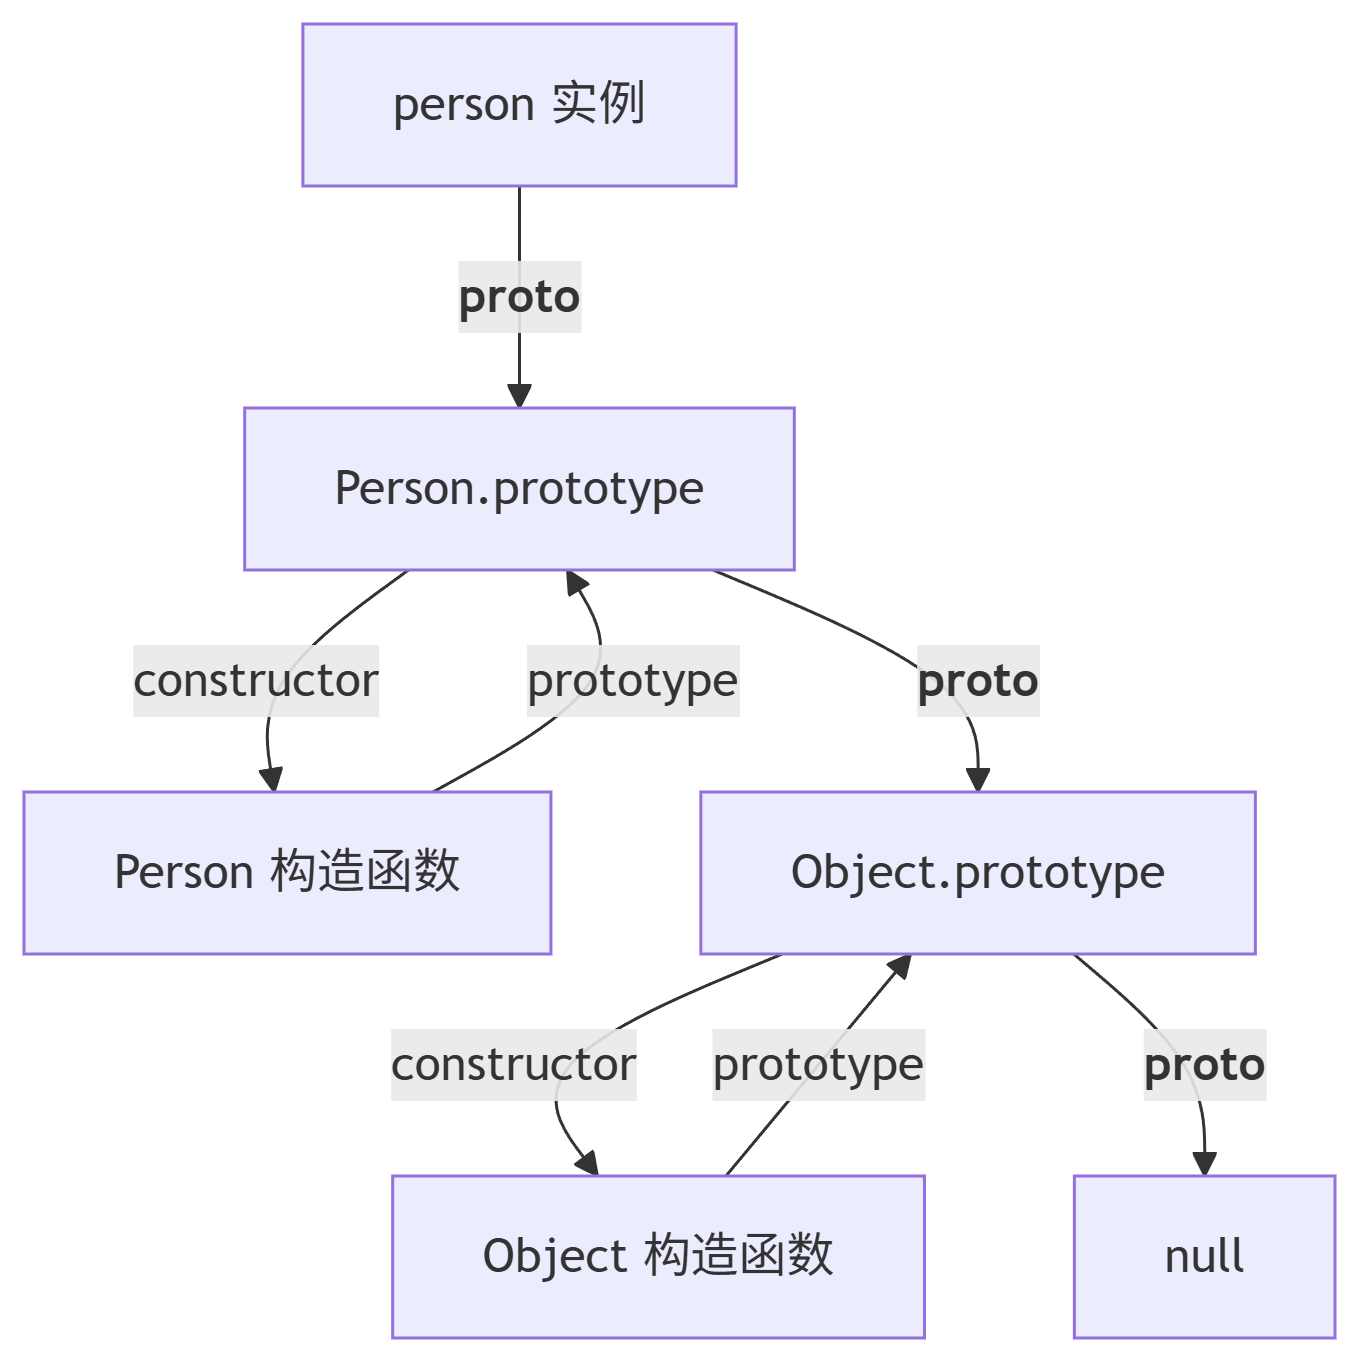 person 实例
proto
Person.prototype
constructor
prototype
proto
Person 构造函数
Object.prototype
constructor
prototype
proto
Object 构造函数
null